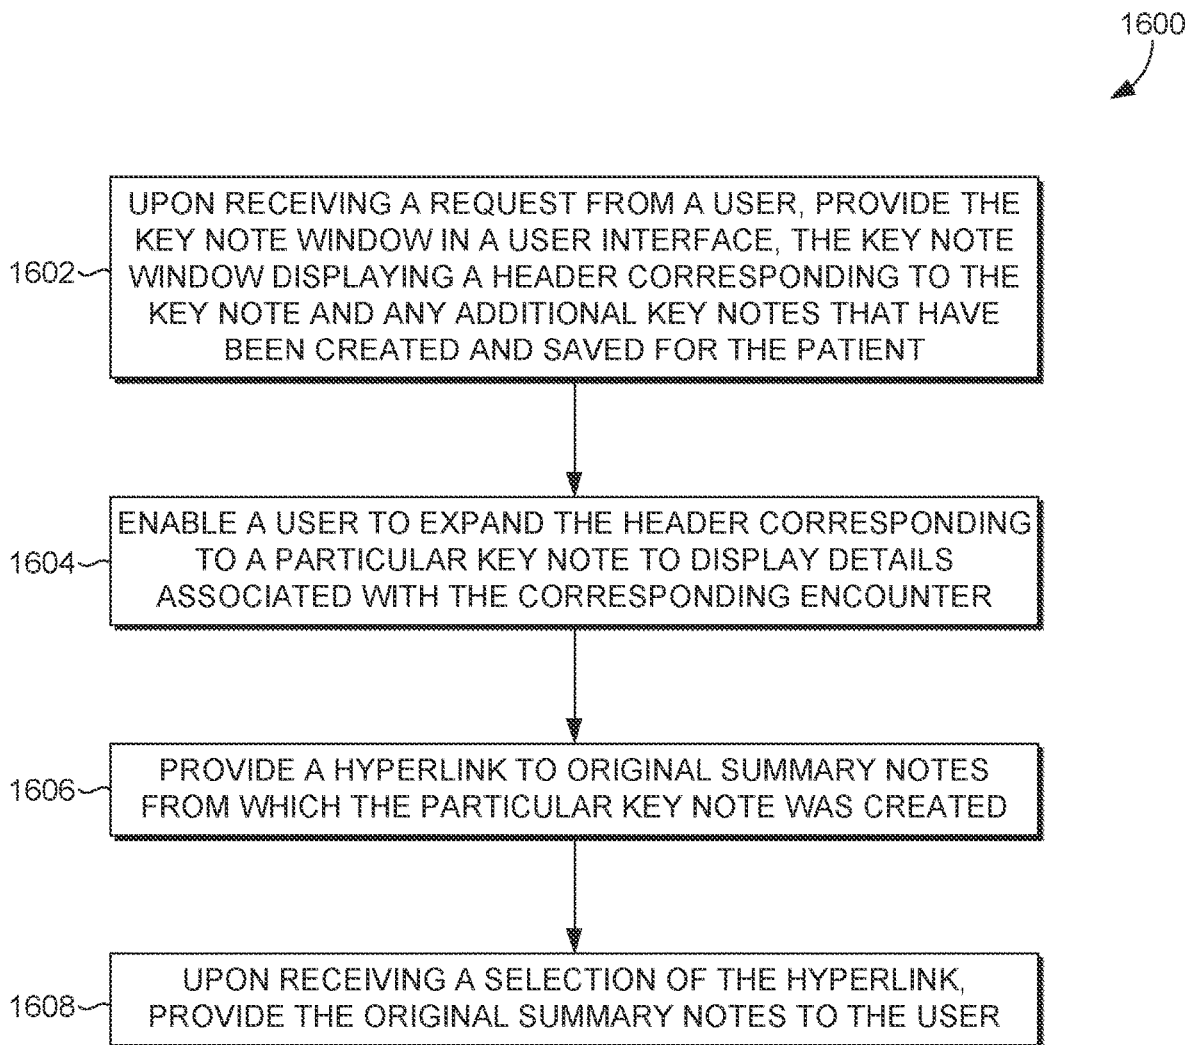 1600
UPON RECEIVING A REQUEST FROM A USER, PROVIDE THE
KEY NOTE WINDOW IN A USER INTERFACE, THE KEY NOTE
1602
WINDOW DISPLAYING A HEADER CORRESPONDING TO THE
KEY NOTE AND ANY ADDITIONAL KEY NOTES THAT HAVE
BEEN CREATED AND SAVED FOR THE PATIENT
ENABLE A USER TO EXPAND THE HEADER CORRESPONDING
1604
TO A PARTICULAR KEY NOTE TO DISPLAY DETAILS
ASSOCIATED WITH THE CORRESPONDING ENCOUNTER
1606
PROVIDE A HYPERLINK TO ORIGINAL SUMMARY NOTES
FROM WHICH THE PARTICULAR KEY NOTE WAS CREATED
1608
UPON RECEIVING A SELECTION OF THE HYPERLINK,
PROVIDE THE ORIGINAL SUMMARY NOTES TO THE USER